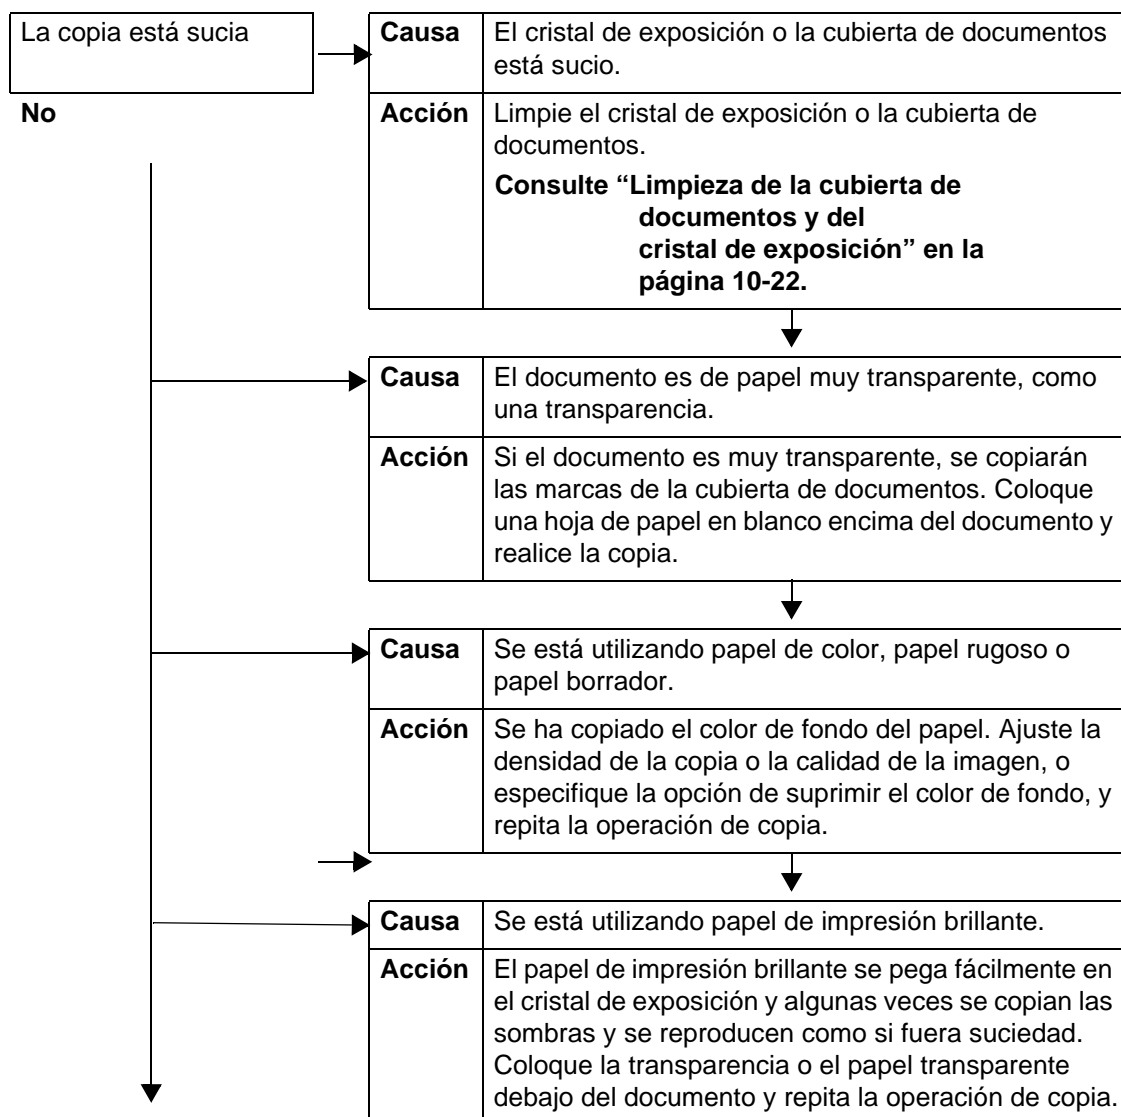 La copia está sucia
No
Causa
El cristal de exposición o la cubierta de documentos
está sucio.
Acción
Limpie el cristal de exposición o la cubierta de
documentos.
Consulte “Limpieza de la cubierta de
documentos y del
cristal de exposición” en la
página 10-22.
Causa
El documento es de papel muy transparente, como
una transparencia.
Acción
Si el documento es muy transparente, se copiarán
las marcas de la cubierta de documentos. Coloque
una hoja de papel en blanco encima del documento y
realice la copia.
Causa
Se está utilizando papel de color, papel rugoso o
papel borrador.
Acción
Se ha copiado el color de fondo del papel. Ajuste la
densidad de la copia o la calidad de la imagen, o
especifique la opción de suprimir el color de fondo, y
repita la operación de copia.
Causa
Se está utilizando papel de impresión brillante.
Acción
El papel de impresión brillante se pega fácilmente en
el cristal de exposición y algunas veces se copian las
sombras y se reproducen como si fuera suciedad.
Coloque la transparencia o el papel transparente
debajo del documento y repita la operación de copia.